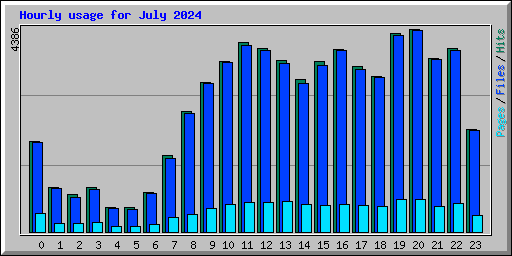 Hourly usage for July 2024
4386
Pages / Files / Hits
0 1 2 3 4 5 6 7 8 9 10 11 12 13 14 15 16 17 18 19 20 21 22 23